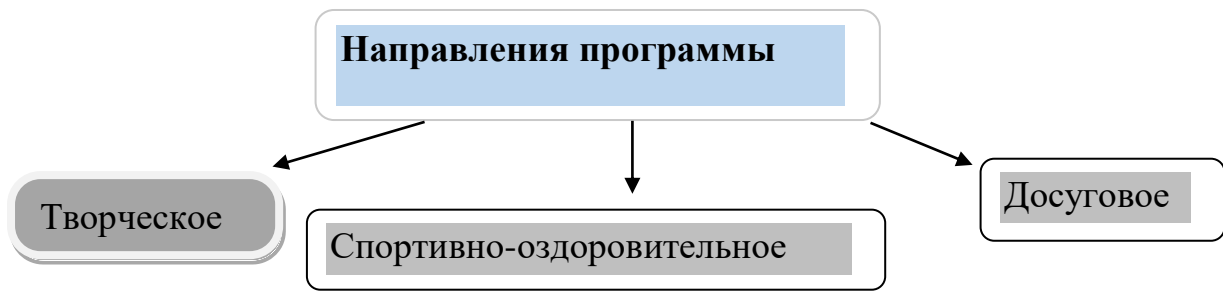 Направления программы
Творческое
Спортивно-оздоровительное
Досуговое